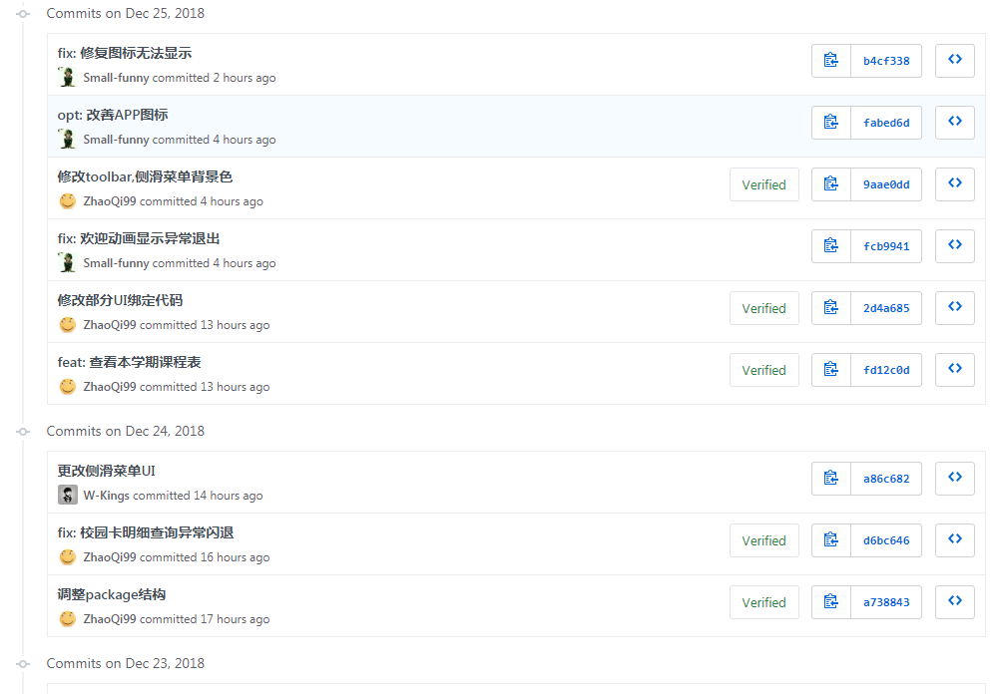 Commits on Dec 25, 2018
fix: 修复图标无法显示
b4cf338
Small-funny committed 2 hours ago
opt: 改善APP图标
fabed6d
Small-funny committed 4 hours ago
修改toolbar,侧滑菜单背景色
Verified 9aae0dd
ZhaoQi99 committed 4 hours ago
fix: 欢迎动画显示异常退出
fcb9941
Small-funny committed 4 hours ago
修改部分UI绑定代码
Verified 2d4a685
ZhaoQi99 committed 13 hours ago
feat: 查看本学期课程表
Verified fd12c0d
ZhaoQi99 committed 13 hours ago
Commits on Dec 24, 2018
更改侧滑菜单UI
a86c682
W-Kings committed 14 hours ago
fix: 校园卡明细查询异常闪退
Verified d6bc646
ZhaoQi99 committed 16 hours ago
调整package结构
Verified a738843
ZhaoQi99 committed 17 hours ago
Commits on Dec 23, 2018